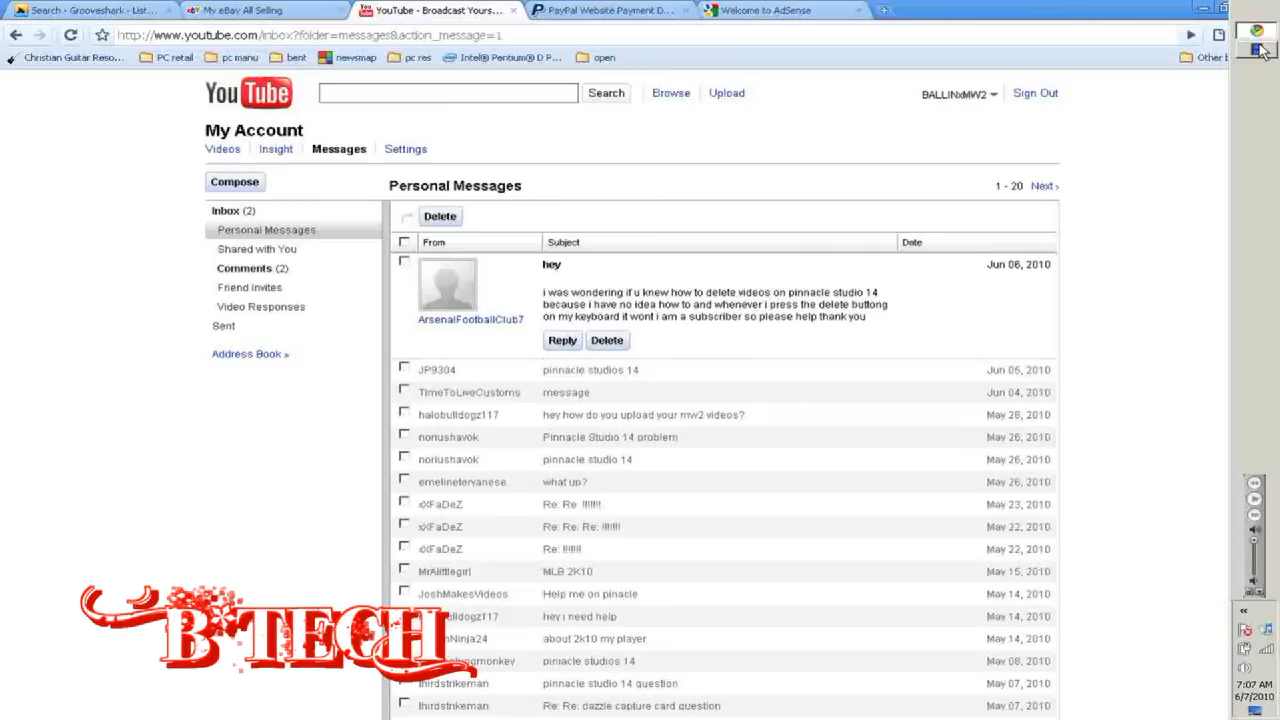 Search - Grooveshark - List...
My eBay All Selling
YouTube - Broadcast Yours...
PayPal Website Payment D...
Welcome to AdSense
http://www.youtube.com/inbox?folder=messages&action_message=1
Christian Guitar Reso...
PC retail
pc manu
bent
newsmap
pc res
Intel® Pentium® D P...
open
Other b
YouTube
Search
Browse
Upload
BALLINxMW2
Sign Out
My Account
Videos
Insight
Messages
Settings
Compose
Personal Messages
1 - 20 Next ›
Inbox (2)
Personal Messages
Shared with You
Comments (2)
Friend Invites
Video Responses
Sent
Address Book »
Delete
From Subject Date
hey Jun 06, 2010
i was wondering if u knew how to delete videos on pinnacle studio 14
because i have no idea how to and whenever i press the delete buttong
on my keyboard it wont i am a subscriber so please help thank you
ArsenalFootballClub7
Reply Delete
JP9304 pinnacle studios 14 Jun 05, 2010
TimeToLiveCustoms message Jun 04, 2010
halobulldogz117 hey how do you upload your mw2 videos? May 28, 2010
noriushavok Pinnacle Studio 14 problem May 26, 2010
noriushavok pinnacle studio 14 May 26, 2010
emelinetervanese what up? May 26, 2010
xXFaDeZ Re: Re: !!!!!!! May 23, 2010
xXFaDeZ Re: Re: Re: !!!!!!! May 22, 2010
xXFaDeZ Re: !!!!!!! May 22, 2010
MrAlittlegirl MLB 2K10 May 15, 2010
JoshMakesVideos Help me on pinacle May 14, 2010
hey i need help May 14, 2010
about 2k10 my player May 14, 2010
pinnacle studios 14 May 08, 2010
thirdstrikeman pinnacle studio 14 question May 07, 2010
thirdstrikeman Re: Re: dazzle capture card question May 07, 2010
B-TECH
7:07 AM
6/7/2010